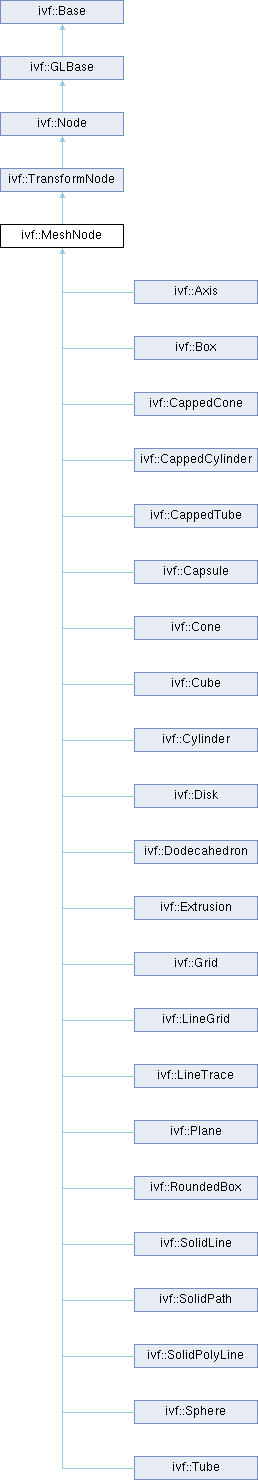 ivf::Base
ivf::GLBase
ivf::Node
ivf::TransformNode
ivf::MeshNode
ivf::Axis
ivf::Box
ivf::CappedCone
ivf::CappedCylinder
ivf::CappedTube
ivf::Capsule
ivf::Cone
ivf::Cube
ivf::Cylinder
ivf::Disk
ivf::Dodecahedron
ivf::Extrusion
ivf::Grid
ivf::LineGrid
ivf::LineTrace
ivf::Plane
ivf::RoundedBox
ivf::SolidLine
ivf::SolidPath
ivf::SolidPolyLine
ivf::Sphere
ivf::Tube